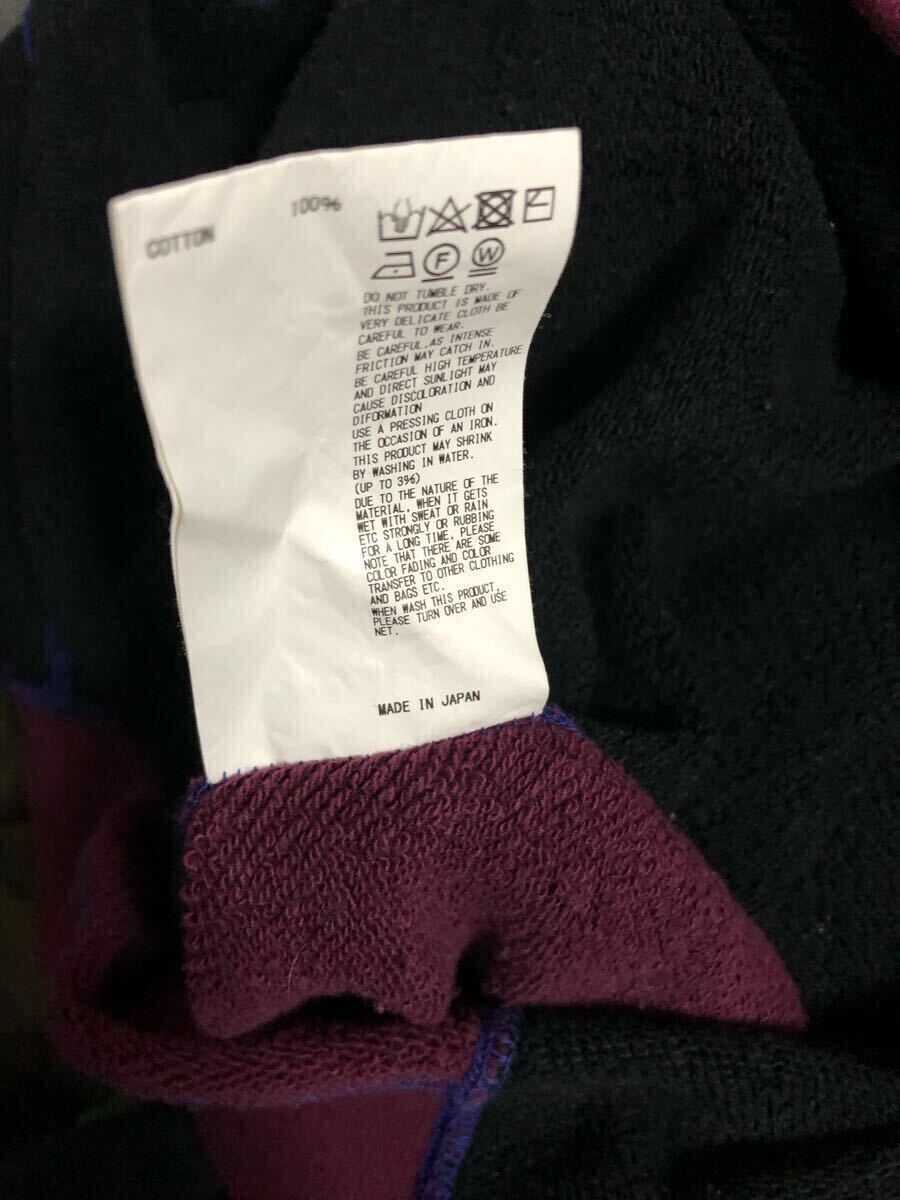 COTTON 100%
F W
DO NOT TUMBLE DRY.
THIS PRODUCT IS MADE OF
VERY DELICATE CLOTH BE
CAREFUL TO WEAR.
BE CAREFUL.AS INTENSE
FRICTION MAY CATCH IN.
BE CAREFUL HIGH TEMPERATURE
AND DIRECT SUNLIGHT MAY
CAUSE DISCOLORATION AND
DIFORMATION
USE A PRESSING CLOTH ON
THE OCCASION OF AN IRON.
THIS PRODUCT MAY SHRINK
BY WASHING IN WATER.
(UP TO 3%)
DUE TO THE NATURE OF THE
MATERIAL, WHEN IT GETS
WET WITH SWEAT OR RAIN
ETC STRONGLY OR RUBBING
FOR A LONG TIME, PLEASE
NOTE THAT THERE ARE SOME
COLOR FADING AND COLOR
TRANSFER TO OTHER CLOTHING
AND BAGS ETC.
WHEN WASH THIS PRODUCT,
PLEASE TURN OVER AND USE
NET.
MADE IN JAPAN